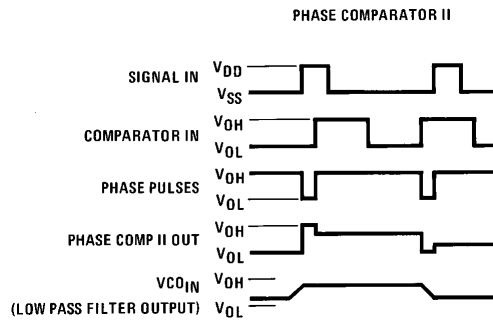 PHASE COMPARATOR II
SIGNAL IN
VDD
VSS
COMPARATOR IN
VOH
VOL
PHASE PULSES
VOH
VOL
PHASE COMP II OUT
VOH
VOL
VCOIN
(LOW PASS FILTER OUTPUT)
VOH
VOL